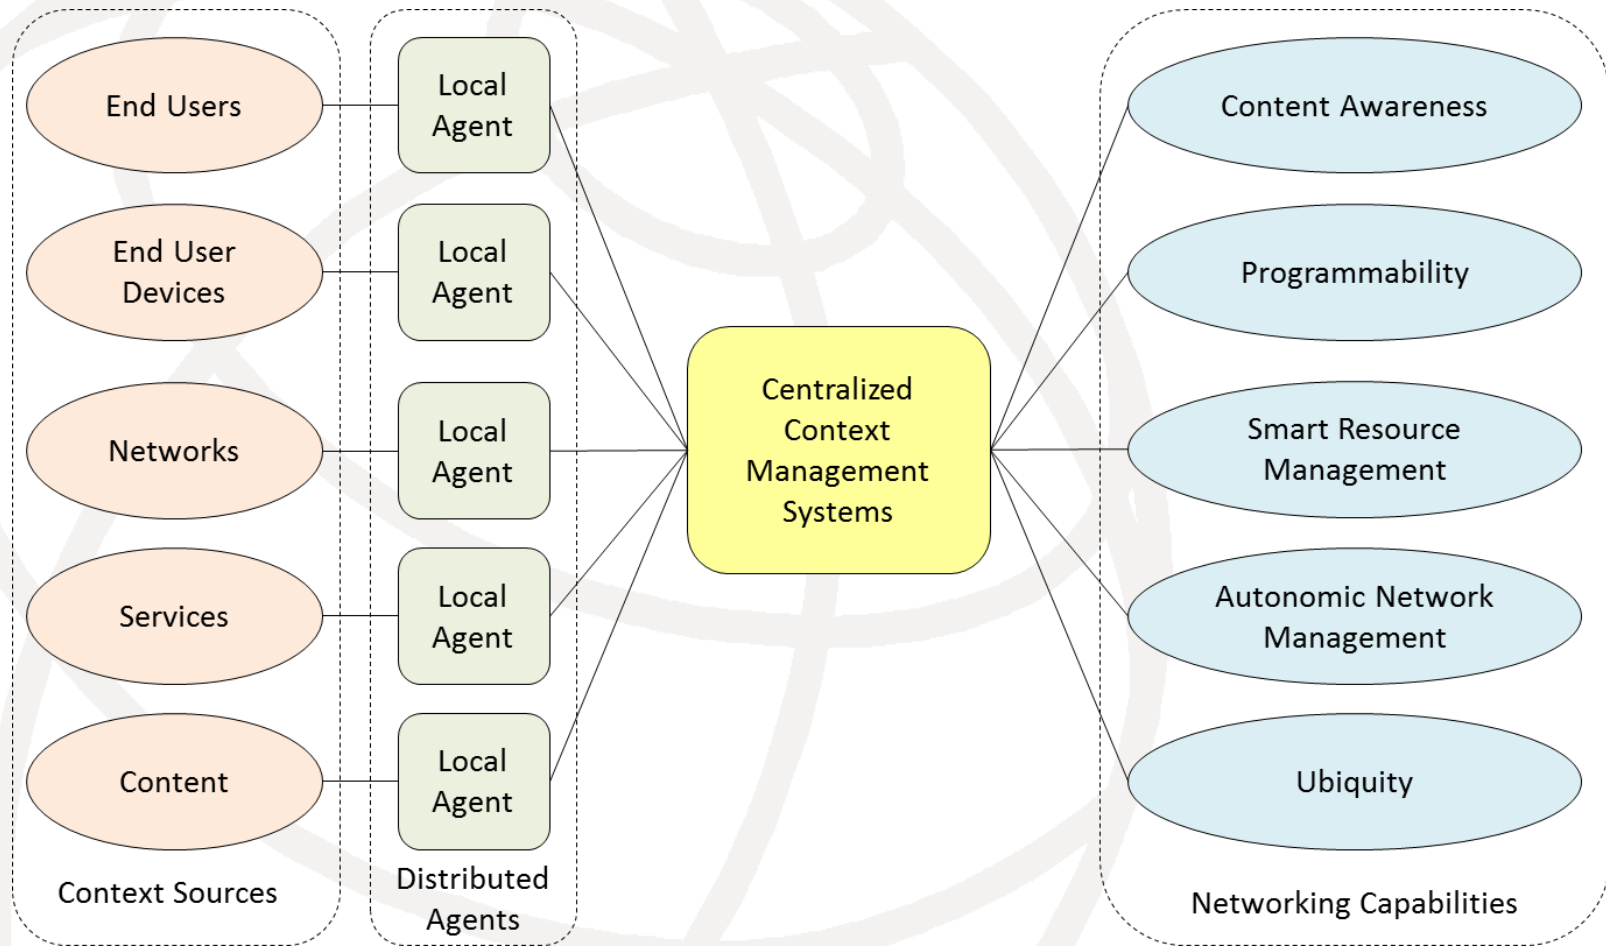 End Users
End User
Devices
Networks
Services
Content
Context Sources
Local
Agent
Local
Agent
Local
Agent
Local
Agent
Local
Agent
Distributed
Agents
Centralized
Context
Management
Systems
Content Awareness
Programmability
Smart Resource
Management
Autonomic Network
Management
Ubiquity
Networking Capabilities